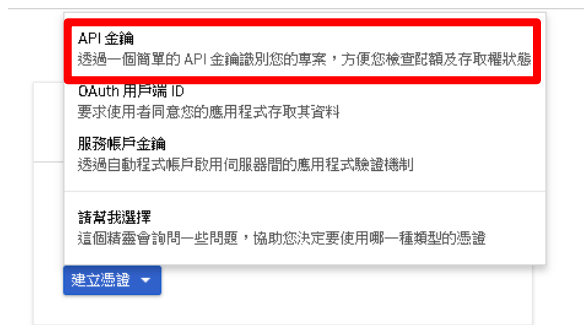 API 金鑰
透過一個簡單的 API 金鑰識別您的專案，方便您檢查配額及存取權狀態
OAuth 用戶端 ID
要求使用者同意您的應用程式存取其資料
服務帳戶金鑰
透過自動程式帳戶啟用伺服器間的應用程式驗證機制
請幫我選擇
這個精靈會詢問一些問題，協助您決定要使用哪一種類型的憑證
建立憑證